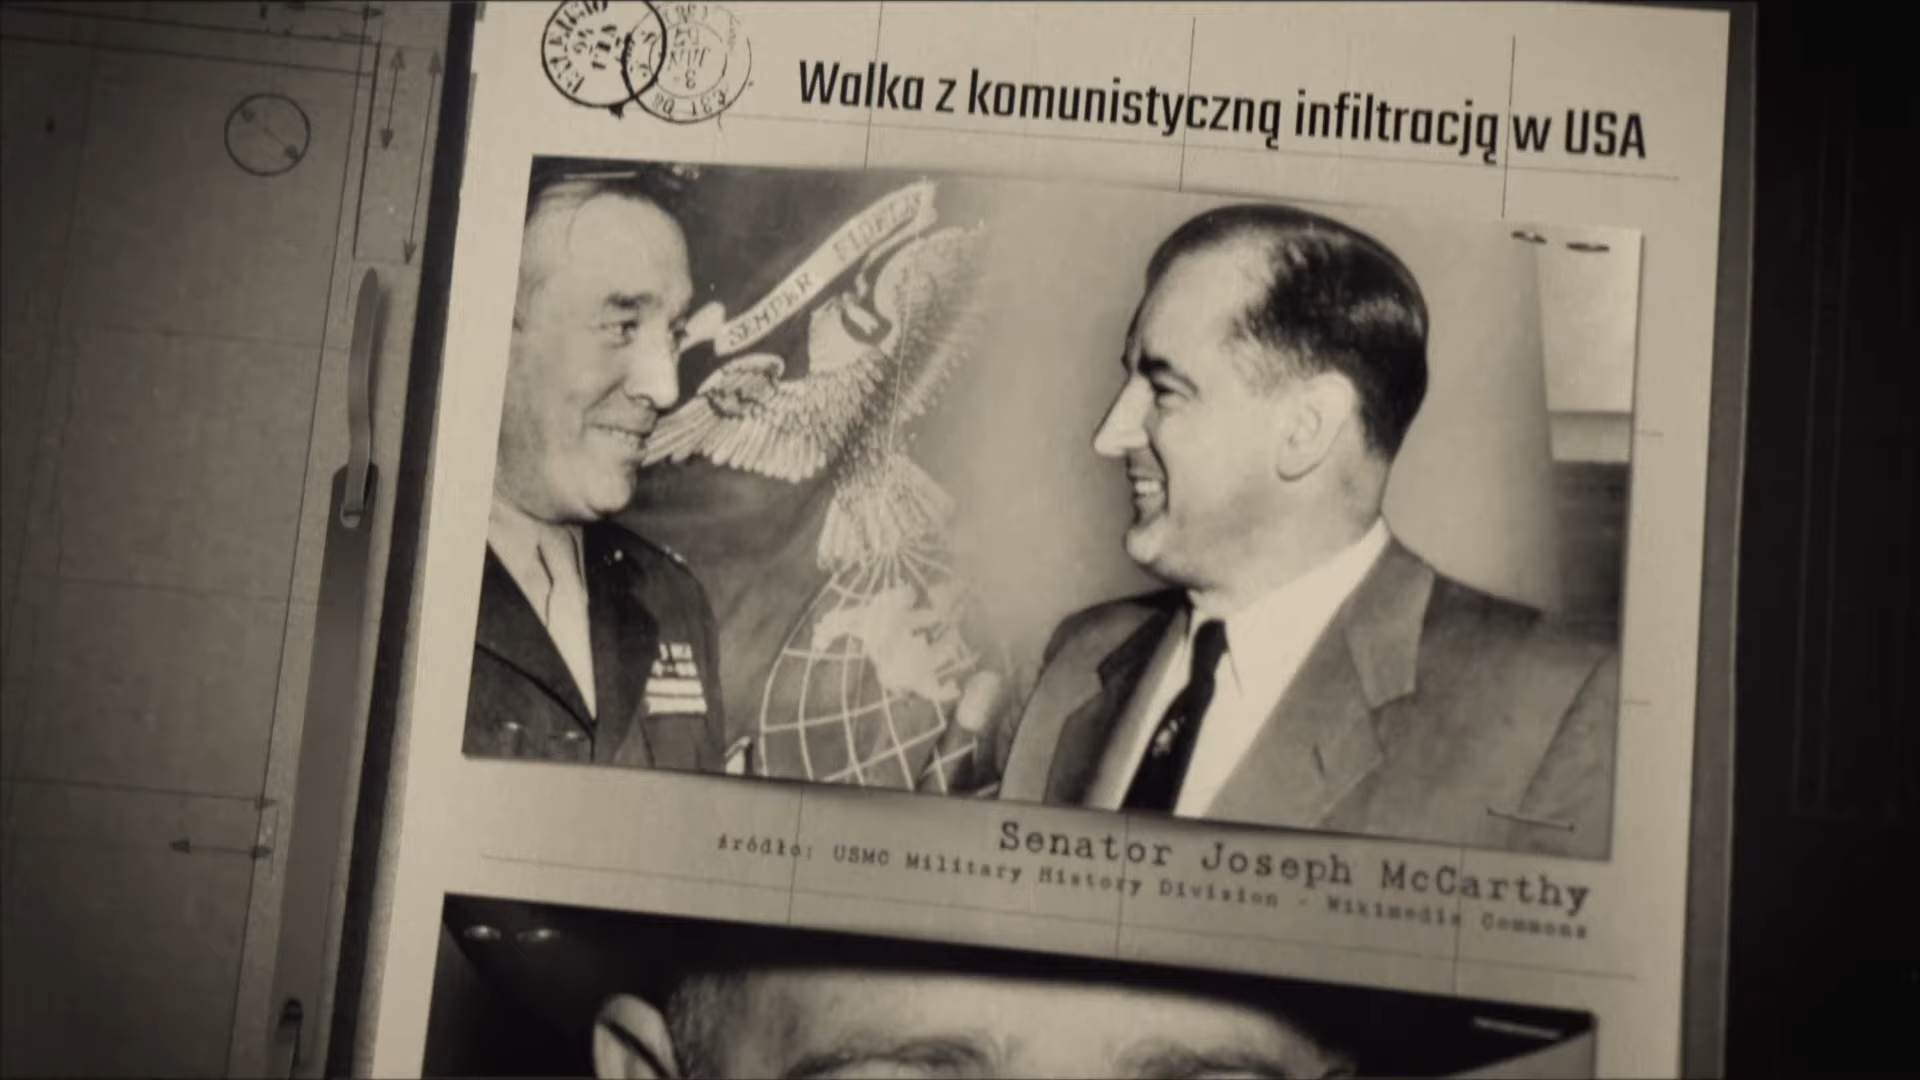 Walka z komunistyczną infiltracją w USA
SEMPER FIDELIS
Senator Joseph McCarthy
źródło: USMC Military History Division - Wikimedia Commons